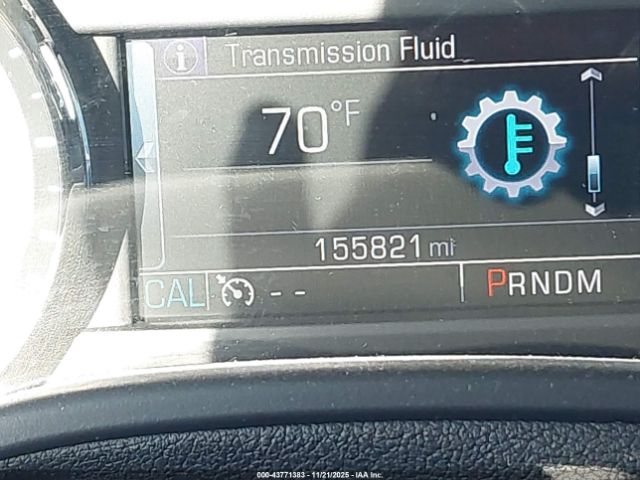 i Transmission Fluid
70°F
155821 mi
CAL - - PRNDM
000-43771383 - 11/21/2025 - IAA Inc.